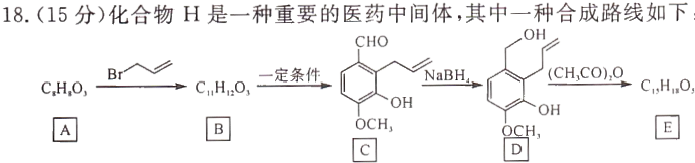 18.(15分)化合物 H 是一种重要的医药中间体,其中一种合成路线如下:
C₈H₈O₃ Br C₁₁H₁₂O₃ 一定条件 CHO OH OCH₃ NaBH₄ OH OH OCH₃ (CH₃CO)₂O C₁₅H₁₈O₅
A B C D E